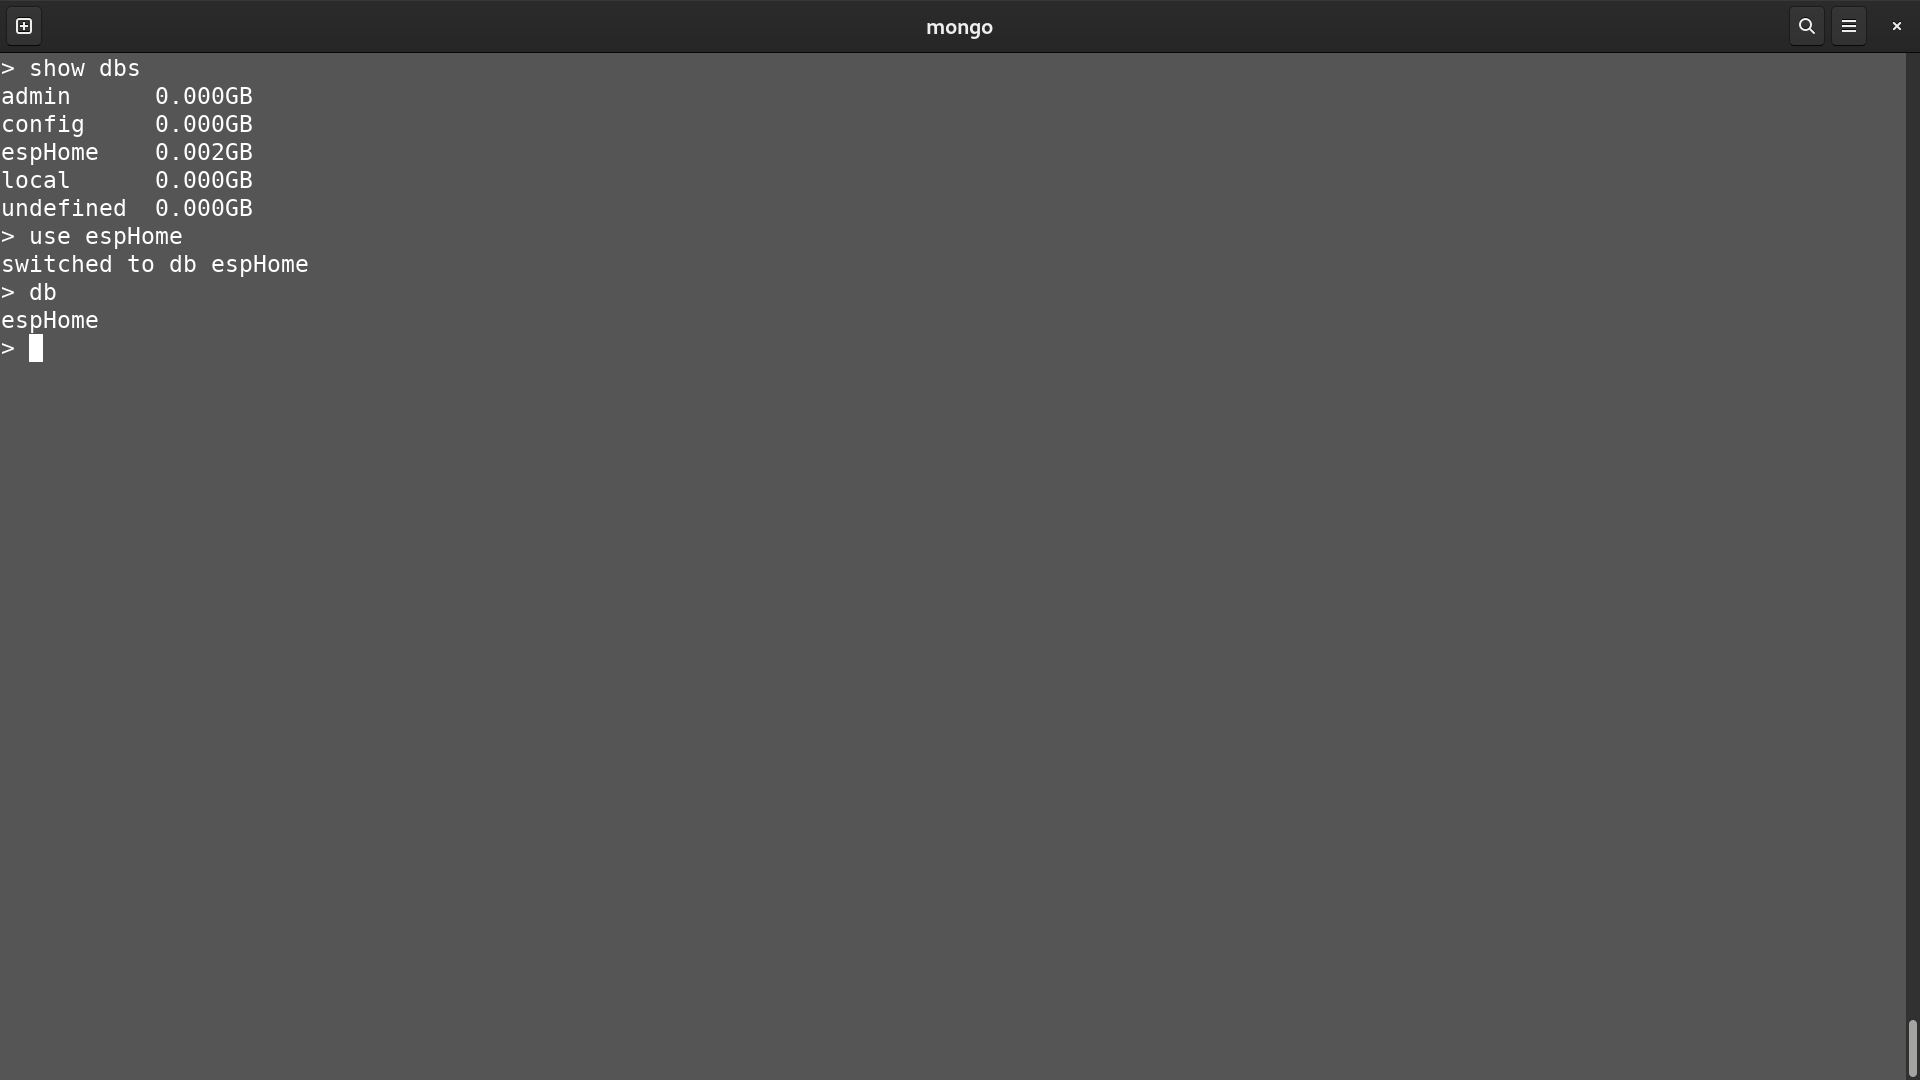 mongo
> show dbs
admin      0.000GB
config     0.000GB
espHome    0.002GB
local      0.000GB
undefined  0.000GB
> use espHome
switched to db espHome
> db
espHome
>